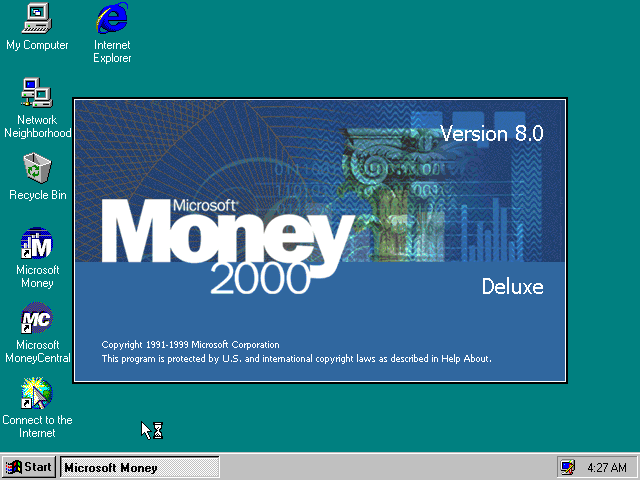 My Computer
Internet
Explorer
Network
Neighborhood
Recycle Bin
Microsoft
Money
Microsoft
MoneyCentral
Connect to the
Internet
Version 8.0
Microsoft®
Money
2000
Deluxe
Copyright 1991-1999 Microsoft Corporation
This program is protected by U.S. and international copyright laws as described in Help About.
Start
Microsoft Money
4:27 AM